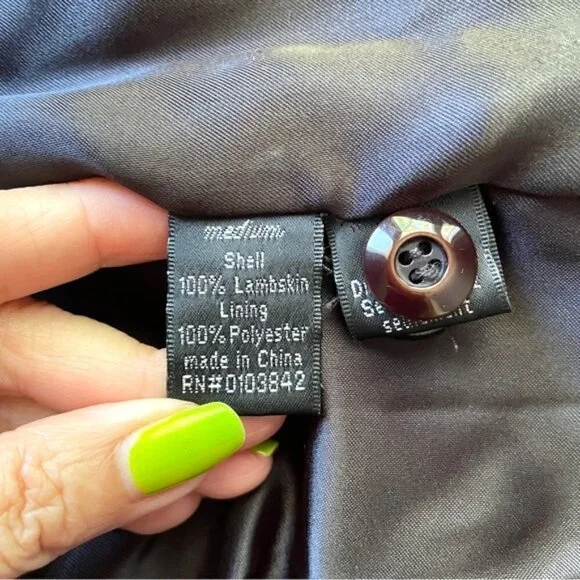 medium
Shell
100% Lambskin
Lining
100% Polyester
made in China
RN#0103842